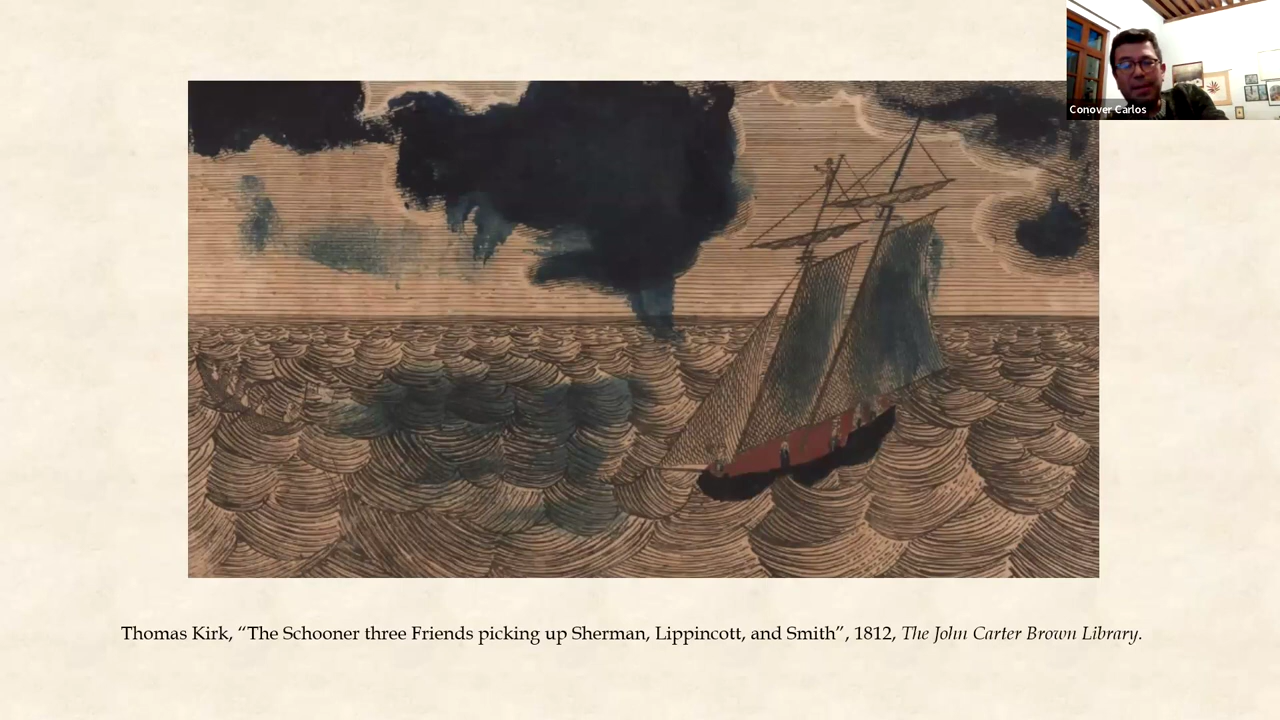 Conover Carlos
Thomas Kirk, “The Schooner three Friends picking up Sherman, Lippincott, and Smith”, 1812, The John Carter Brown Library.